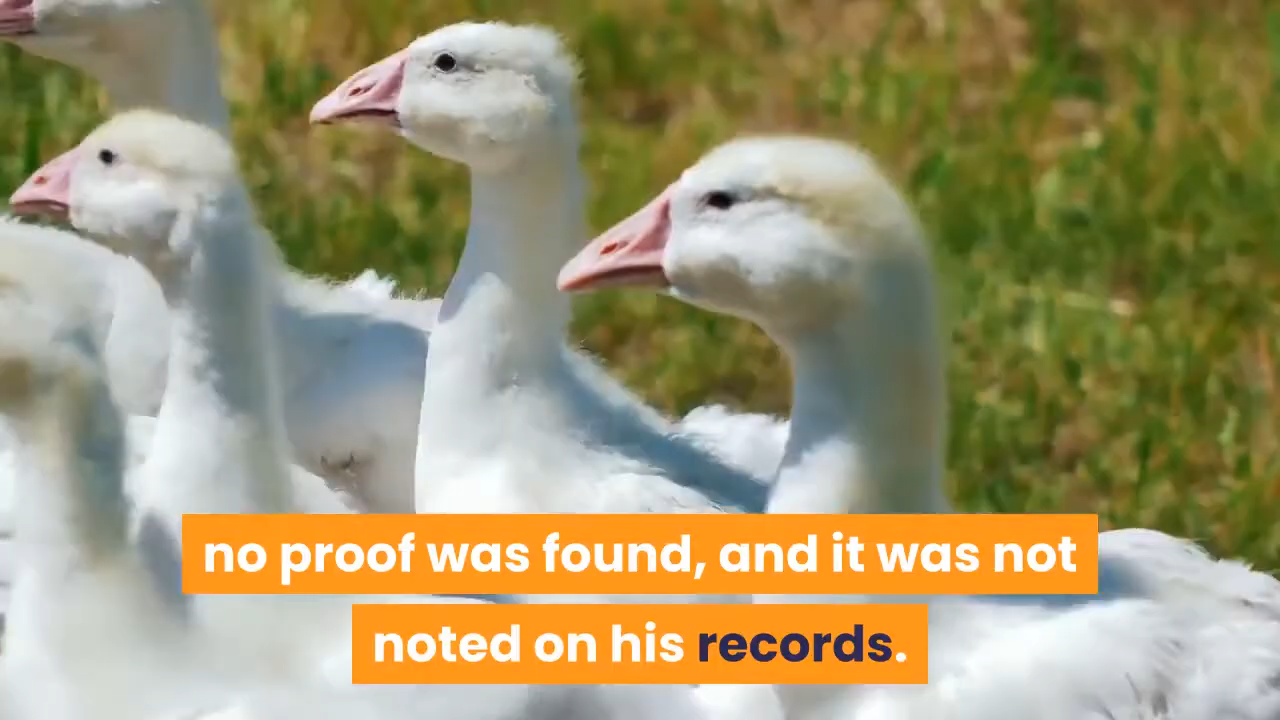 no proof was found, and it was not
noted on his records.